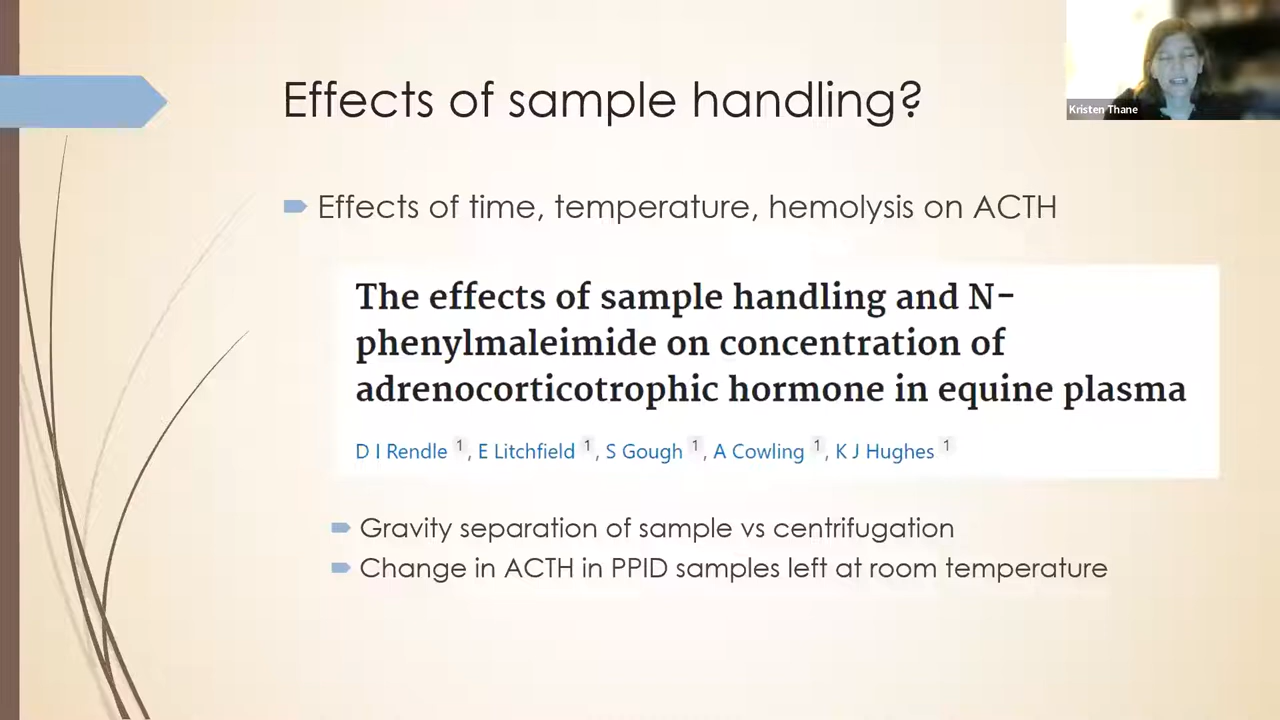 Effects of sample handling?
Kristen Thane
Effects of time, temperature, hemolysis on ACTH
The effects of sample handling and N-
phenylmaleimide on concentration of
adrenocorticotrophic hormone in equine plasma
D I Rendle 1, E Litchfield 1, S Gough 1, A Cowling 1, K J Hughes 1
Gravity separation of sample vs centrifugation
Change in ACTH in PPID samples left at room temperature